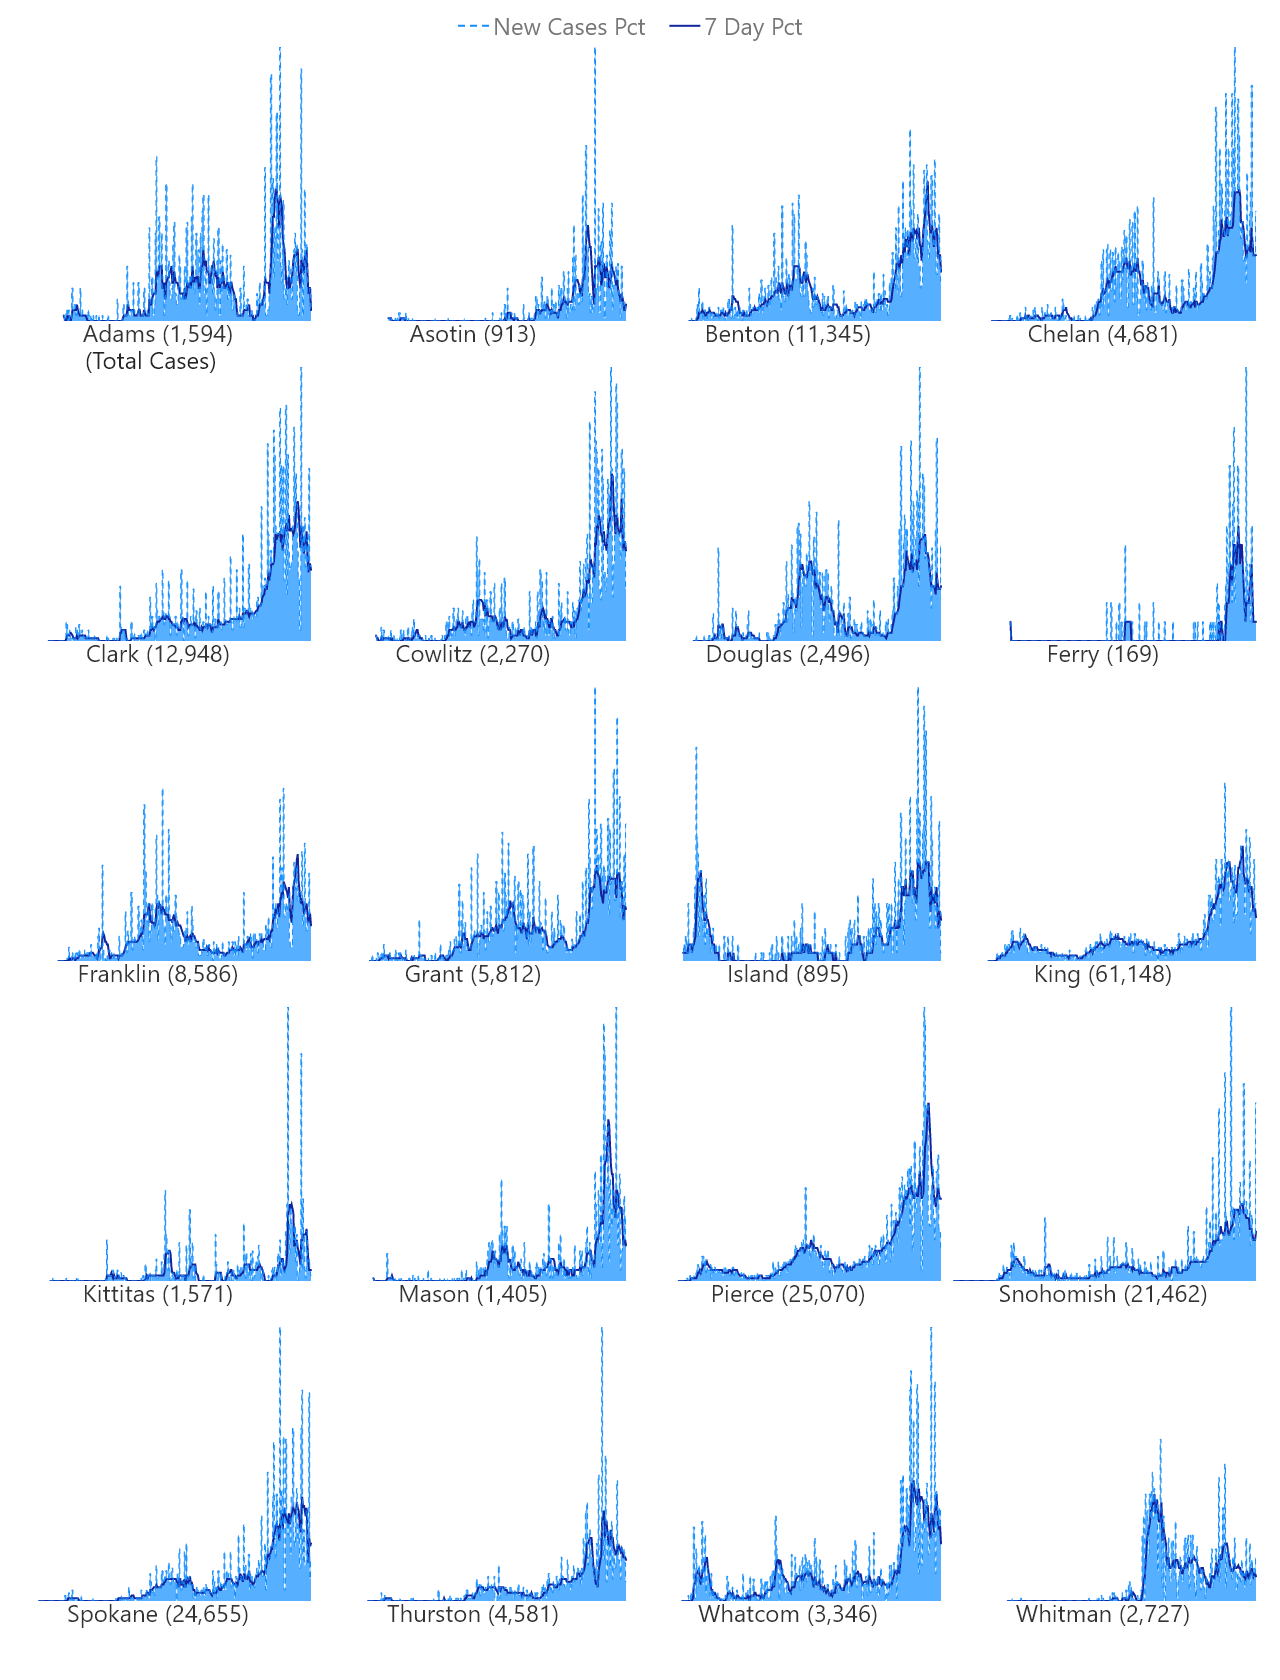 New Cases Pct 7 Day Pct
Adams (1,594) Asotin (913) Benton (11,345) Chelan (4,681)
(Total Cases)
Clark (12,948) Cowlitz (2,270) Douglas (2,496) Ferry (169)
Franklin (8,586) Grant (5,812) Island (895) King (61,148)
Kittitas (1,571) Mason (1,405) Pierce (25,070) Snohomish (21,462)
Spokane (24,655) Thurston (4,581) Whatcom (3,346) Whitman (2,727)